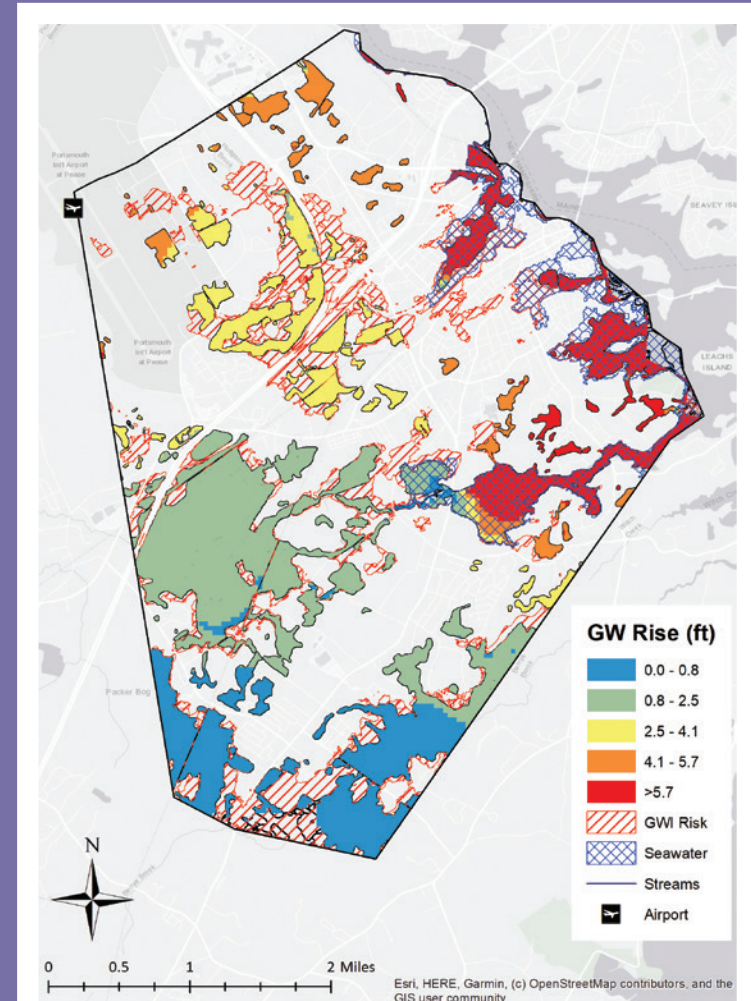 Portsmouth
Int'l Airport
at Pease
MAINE
SEAVEY ISL
Portsmouth
Int'l Airport
at Pease
LEACHS
ISLAND
Packer Bog
GW Rise (ft)
0.0 - 0.8
0.8 - 2.5
2.5 - 4.1
4.1 - 5.7
>5.7
GWI Risk
Seawater
Streams
Airport
N
0 0.5 1 2 Miles
Esri, HERE, Garmin, (c) OpenStreetMap contributors, and the
GIS user community